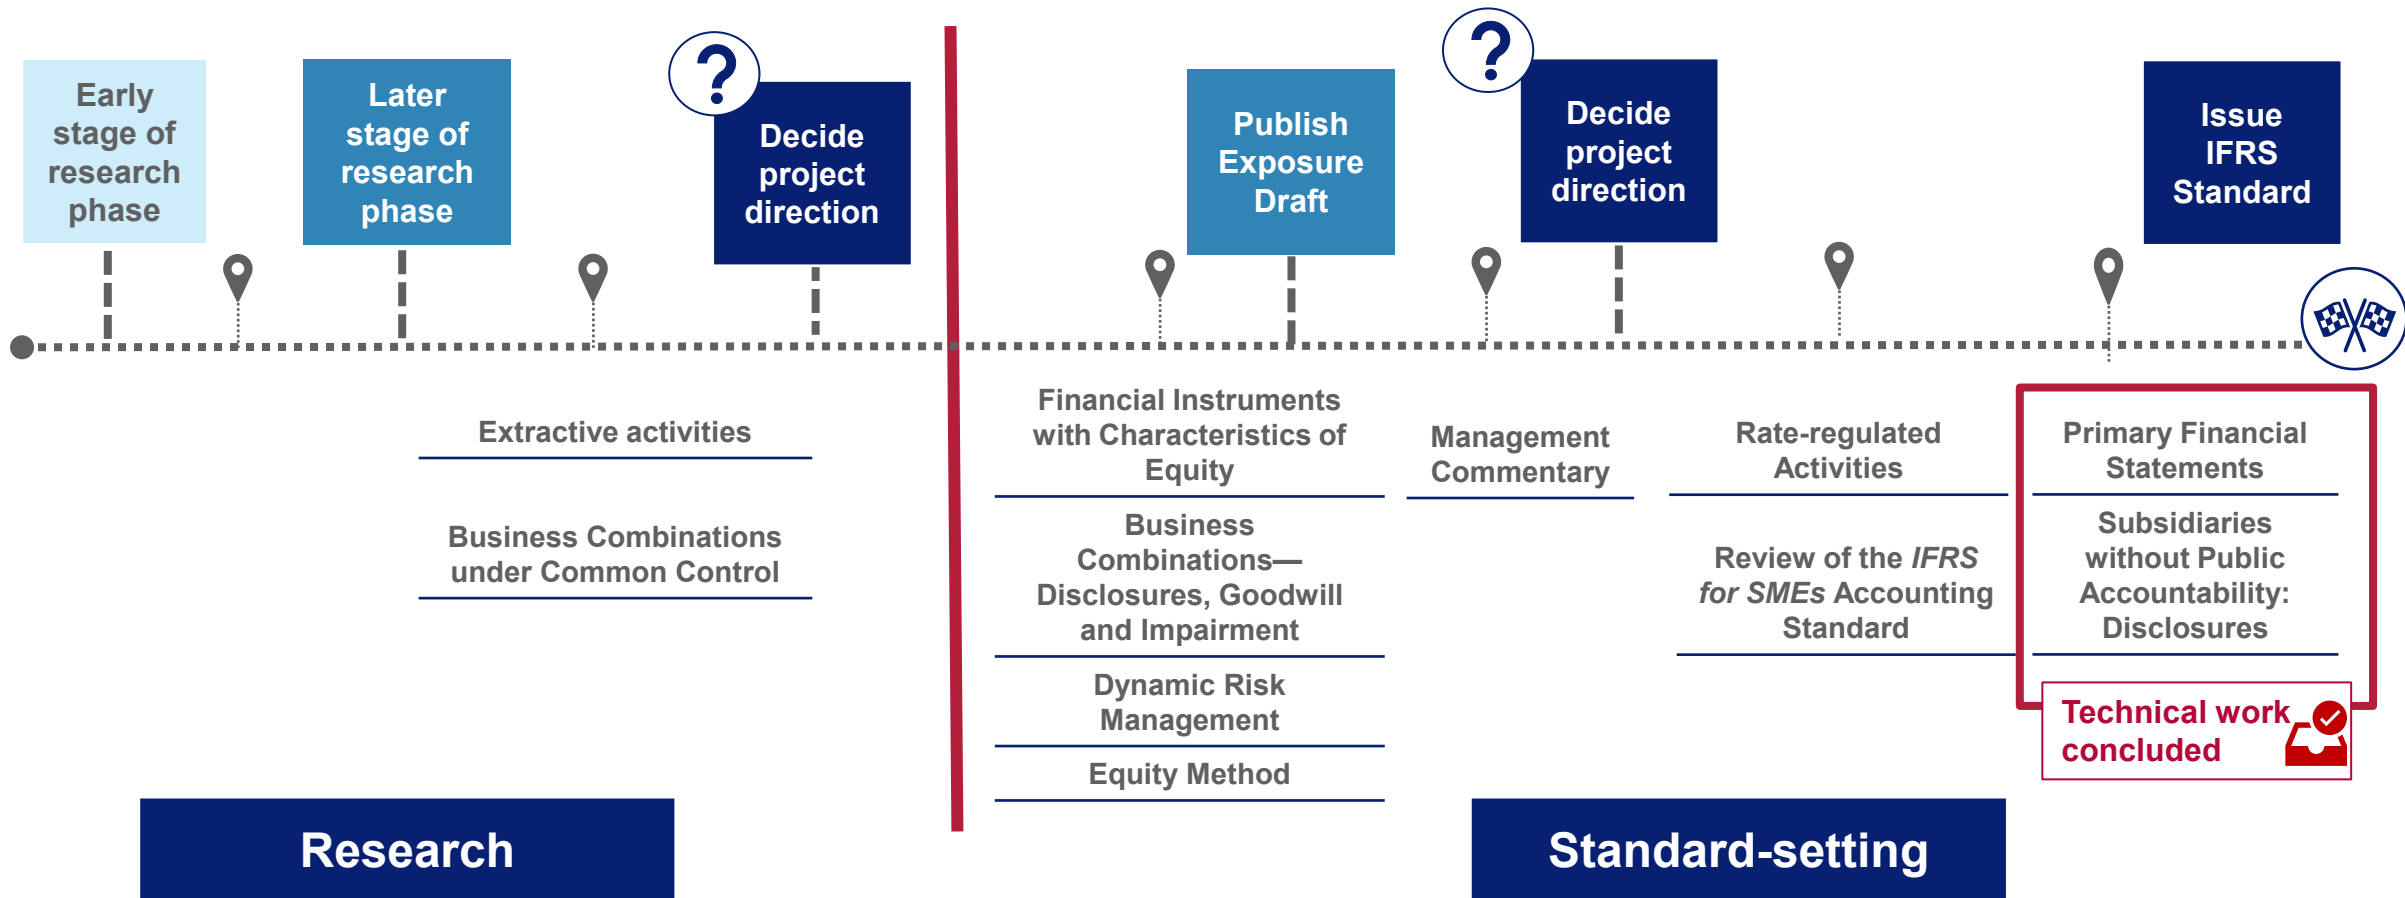 Early
stage of
research
phase
Later
stage of
research
phase
?
Decide
project
direction
Publish
Exposure
Draft
?
Decide
project
direction
Issue
IFRS
Standard
Extractive activities
Business Combinations
under Common Control
Financial Instruments
with Characteristics of
Equity
Business
Combinations—
Disclosures, Goodwill
and Impairment
Dynamic Risk
Management
Equity Method
Management
Commentary
Rate-regulated
Activities
Review of the IFRS
for SMEs Accounting
Standard
Primary Financial
Statements
Subsidiaries
without Public
Accountability:
Disclosures
Technical work
concluded
Research
Standard-setting